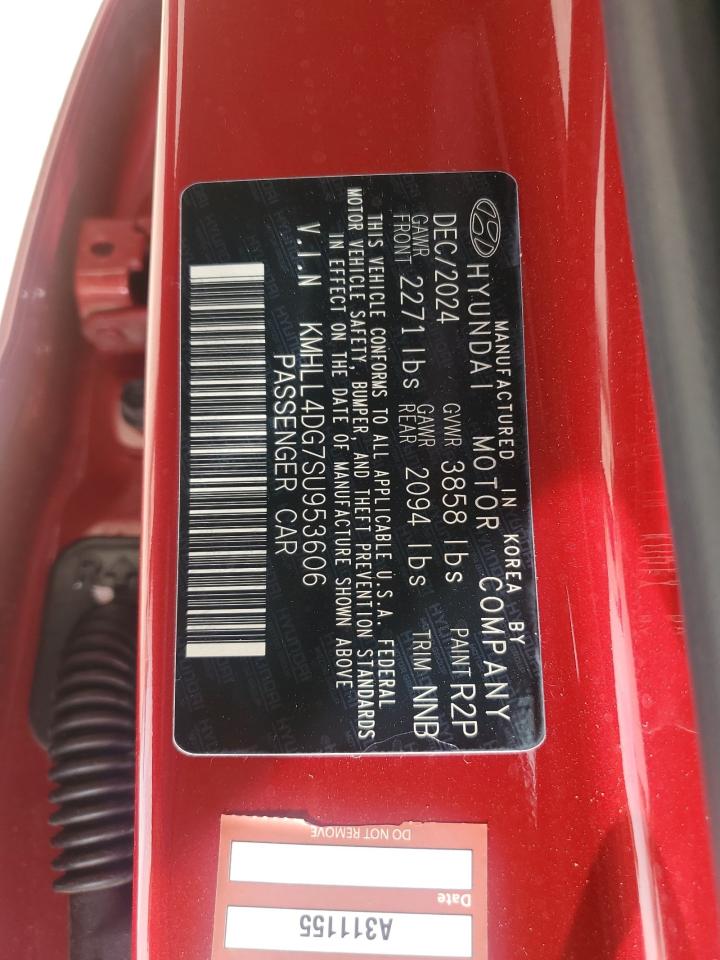 MANUFACTURED IN KOREA BY
HYUNDAI MOTOR COMPANY
DEC/2024 GVWR 3858 lbs PAINT R2P
GAWR FRONT 2271 lbs GAWR REAR 2094 lbs TRIM NNB
THIS VEHICLE CONFORMS TO ALL APPLICABLE U.S.A. FEDERAL
MOTOR VEHICLE SAFETY, BUMPER, AND THEFT PREVENTION STANDARDS
IN EFFECT ON THE DATE OF MANUFACTURE SHOWN ABOVE
V.I.N KMHLL4DG7SU953606
PASSENGER CAR
A311155
Date
DO NOT REMOVE